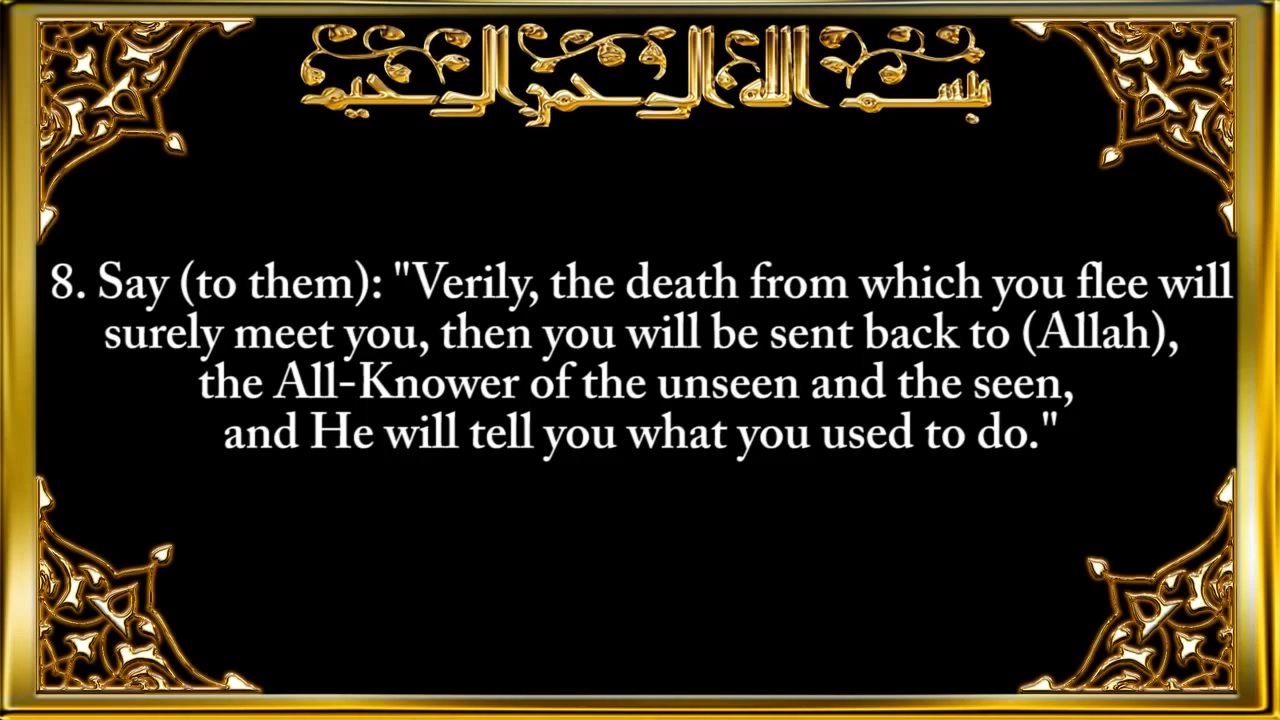 بسم الله الرحمن الرحيم
8. Say (to them): "Verily, the death from which you flee will
surely meet you, then you will be sent back to (Allah),
the All-Knower of the unseen and the seen,
and He will tell you what you used to do."